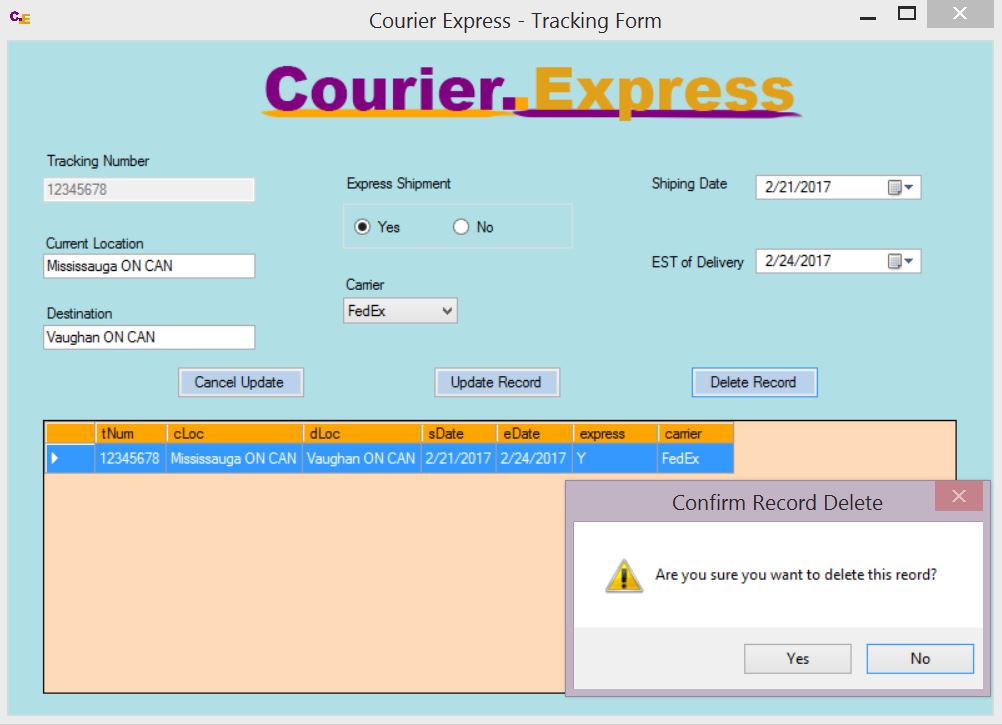 C.E
Courier Express - Tracking Form
Courier.Express
Tracking Number
12345678
Express Shipment
Yes
No
Shiping Date
2/21/2017
Current Location
Mississauga ON CAN
EST of Delivery
2/24/2017
Carrier
FedEx
Destination
Vaughan ON CAN
Cancel Update
Update Record
Delete Record
tNum cLoc dLoc sDate eDate express carrier
12345678 Mississauga ON CAN Vaughan ON CAN 2/21/2017 2/24/2017 Y FedEx
Confirm Record Delete
Are you sure you want to delete this reord?
Yes
No